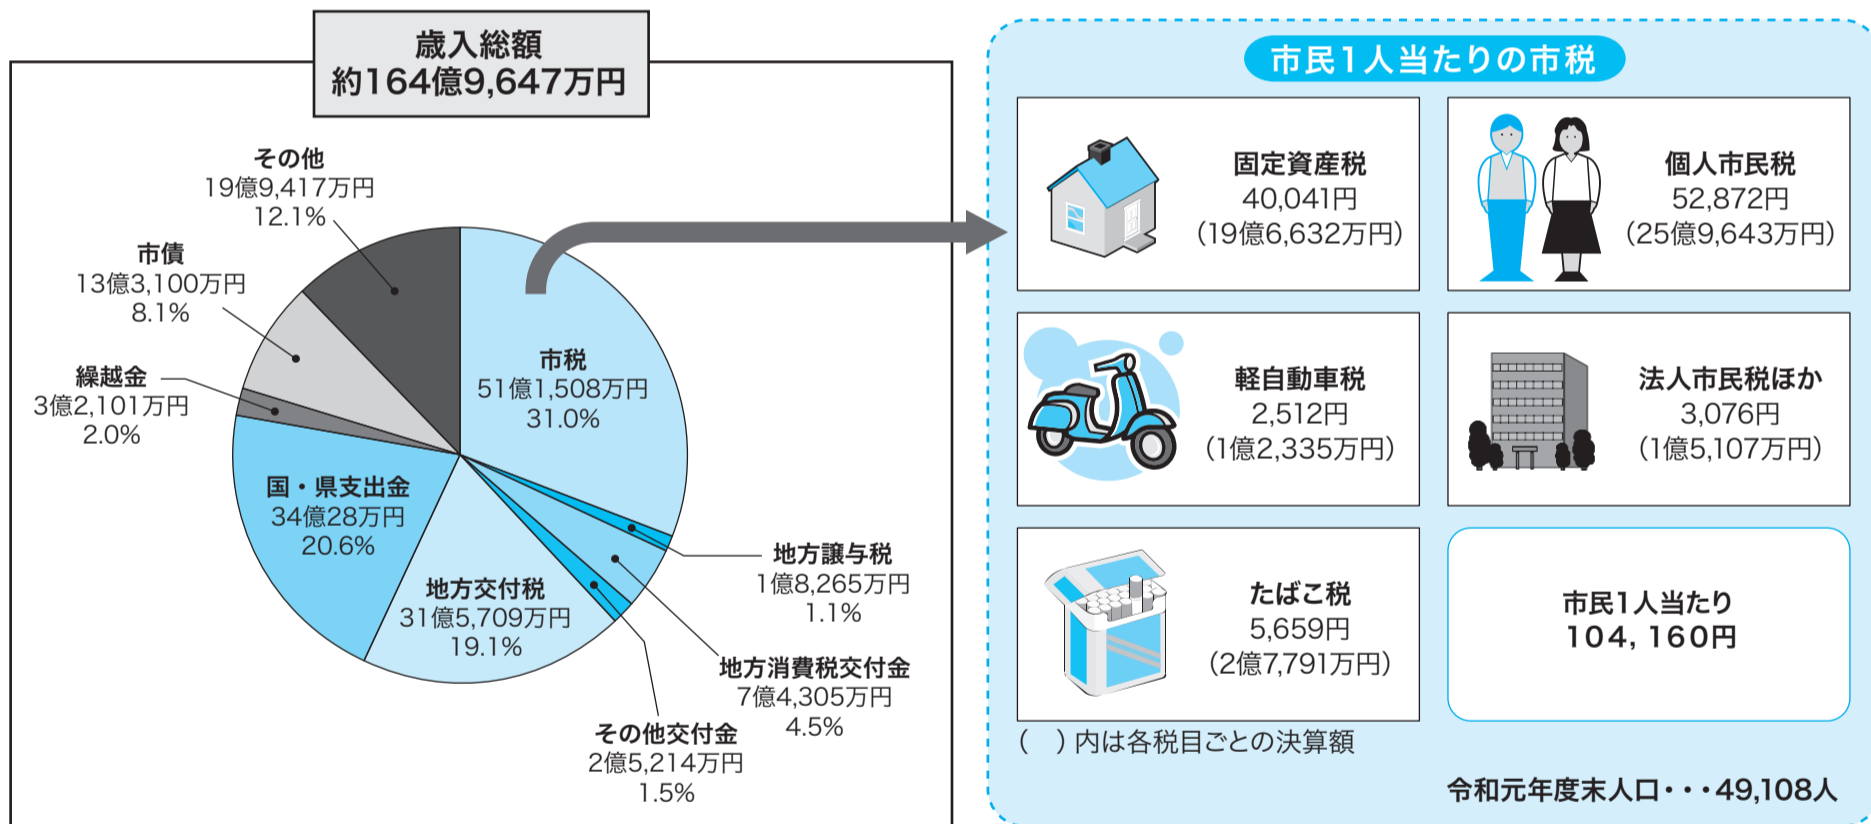 歳入総額
約164億9,647万円
その他
19億9,417万円
12.1%
市債
13億3,100万円
8.1%
繰越金
3億2,101万円
2.0%
国・県支出金
34億28万円
20.6%
地方交付税
31億5,709万円
19.1%
その他交付金
2億5,214万円
1.5%
地方消費税交付金
7億4,305万円
4.5%
地方譲与税
1億8,265万円
1.1%
市税
51億1,508万円
31.0%
市民1人当たりの市税
固定資産税
40,041円
(19億6,632万円)
個人市民税
52,872円
(25億9,643万円)
軽自動車税
2,512円
(1億2,335万円)
法人市民税ほか
3,076円
(1億5,107万円)
たばこ税
5,659円
(2億7,791万円)
市民1人当たり
104,160円
(　)内は各税目ごとの決算額
令和元年度末人口・・・49,108人